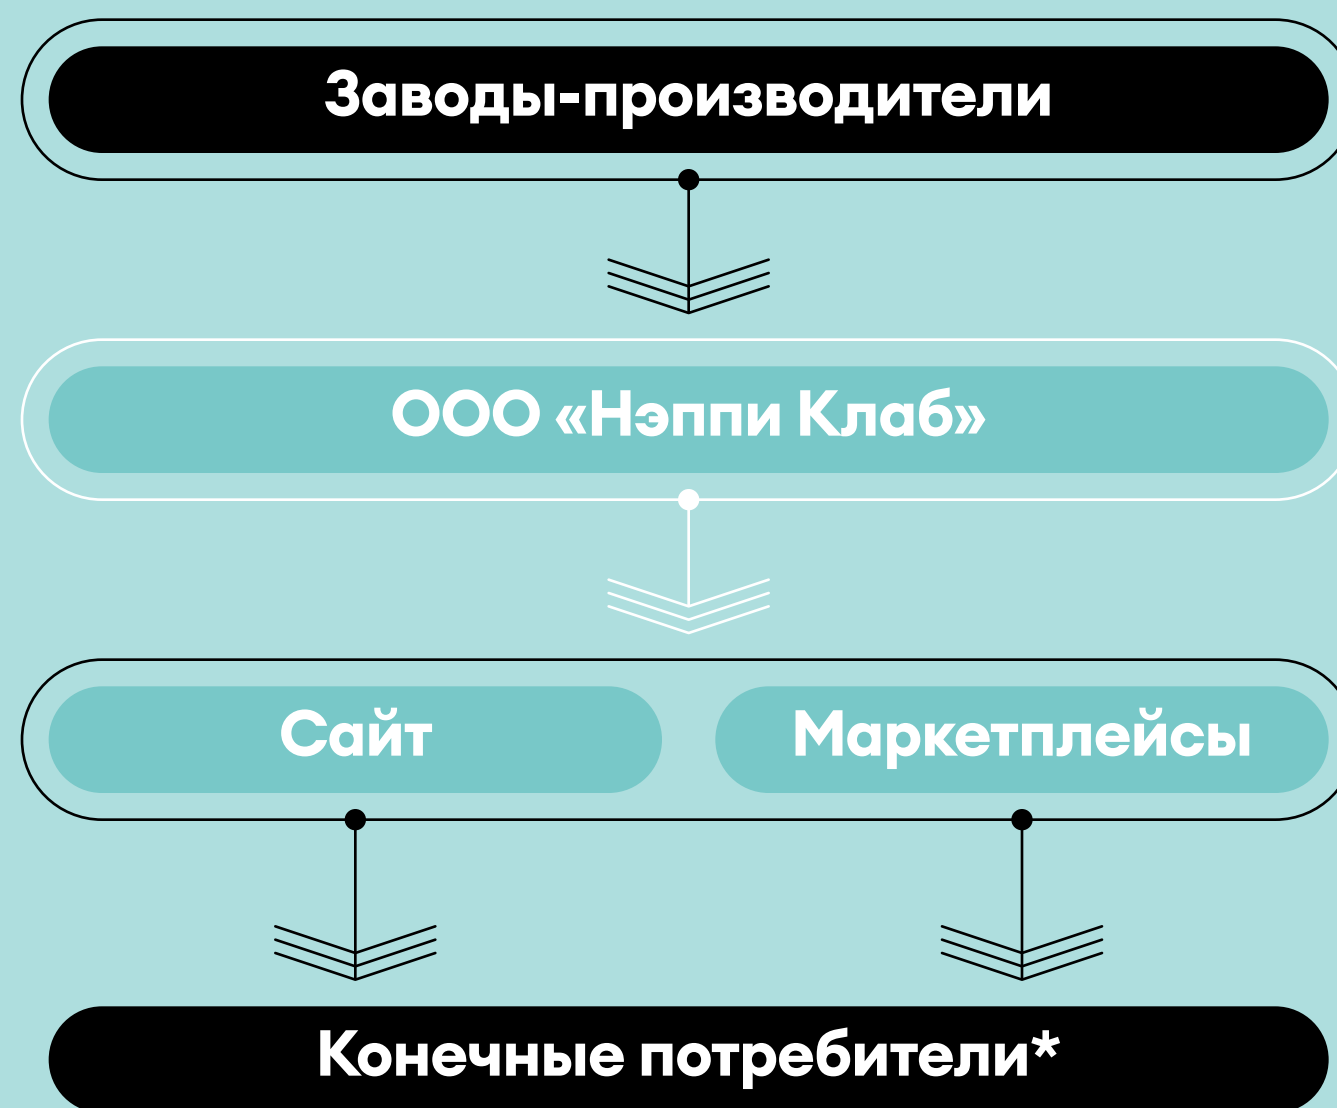 Заводы-производители
ООО «Нэппи Клаб»
Сайт
Маркетплейсы
Конечные потребители*